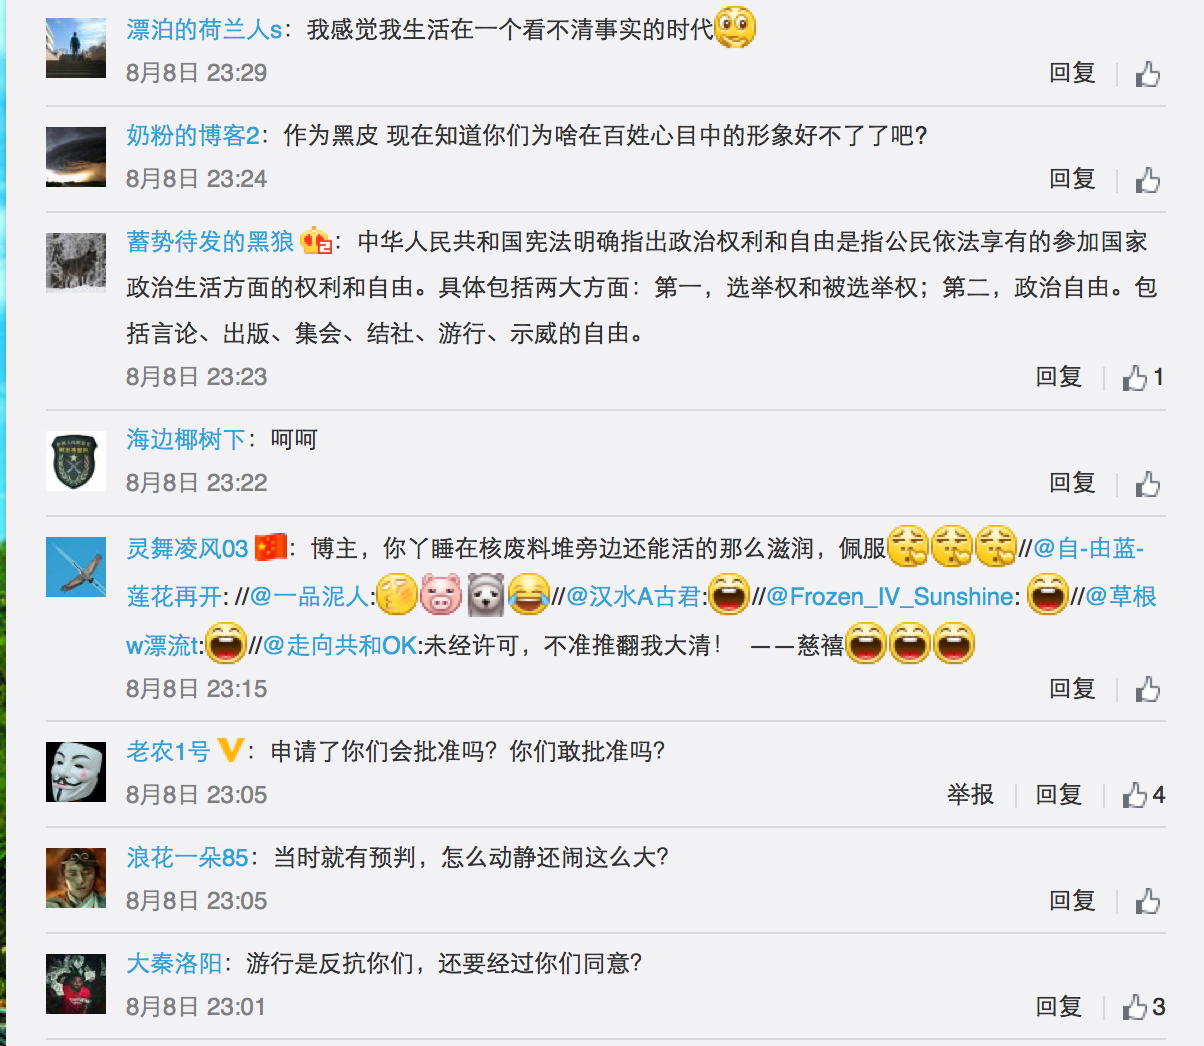 漂泊的荷兰人s：我感觉我生活在一个看不清事实的时代
8月8日 23:29
回复
奶粉的博客2：作为黑皮 现在知道你们为啥在百姓心目中的形象好不了了吧?
8月8日 23:24
回复
蓄势待发的黑狼 2：中华人民共和国宪法明确指出政治权利和自由是指公民依法享有的参加国家
政治生活方面的权利和自由。具体包括两大方面：第一，选举权和被选举权；第二，政治自由。包
括言论、出版、集会、结社、游行、示威的自由。
8月8日 23:23
回复 1
海边椰树下：呵呵
8月8日 23:22
回复
灵舞凌风03：博主，你丫睡在核废料堆旁边还能活的那么滋润，佩服//@自-由蓝-
莲花再开: //@一品泥人://@汉水A古君://@Frozen_IV_Sunshine: //@草根
w漂流t://@走向共和OK:未经许可，不准推翻我大清！ ——慈禧
8月8日 23:15
回复
老农1号 V：申请了你们会批准吗？你们敢批准吗?
8月8日 23:05
举报 回复 4
浪花一朵85：当时就有预判，怎么动静还闹这么大?
8月8日 23:05
回复
大秦洛阳：游行是反抗你们，还要经过你们同意?
8月8日 23:01
回复 3